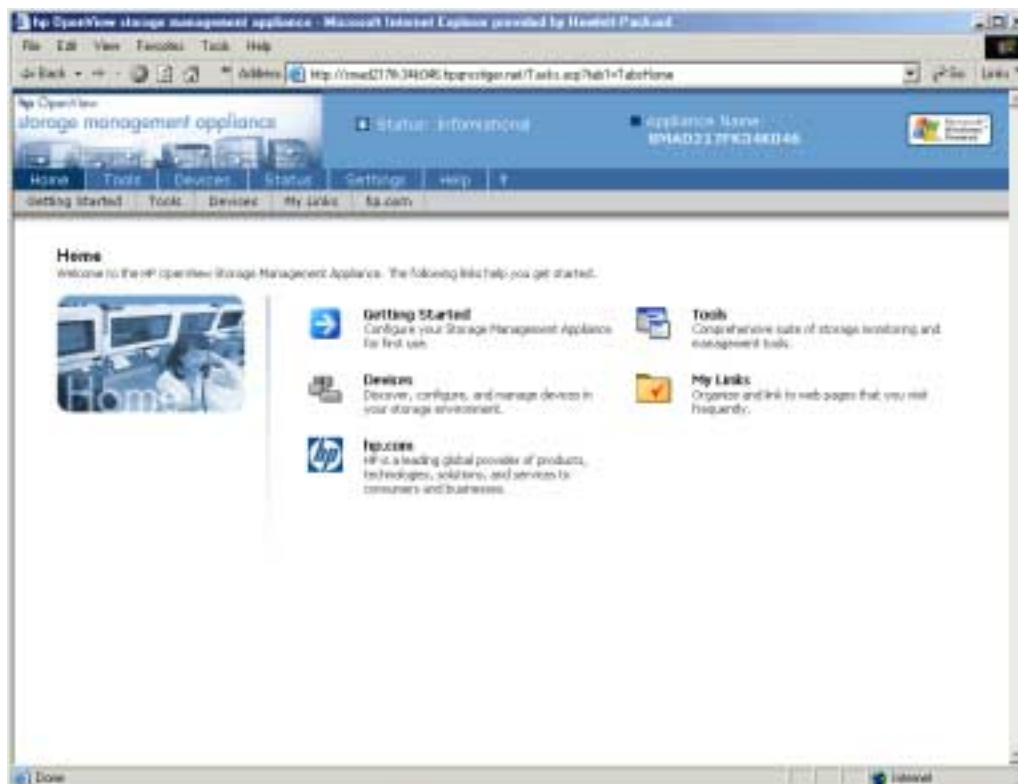 hp OpenView storage management appliance - Microsoft Internet Explorer provided by Hewlett-Packard
File Edit View Favorites Tools Help
Back Address Go Links
hp OpenView
storage management appliance
Status: Informational
Appliance Name
Microsoft
Windows
Powered
Home Tools Devices Status Settings Help
Getting Started Tools Devices My Links hp.com
Home
Welcome to the HP OpenView Storage Management Appliance. The following links help you get started.
Home
Getting Started
Configure your Storage Management Appliance
for first use.
Tools
Comprehensive suite of storage monitoring and
management tools.
Devices
Discover, configure, and manage devices in
your storage environment.
My Links
Organize and link to web pages that you visit
frequently.
hp
hp.com
HP is a leading global provider of products,
technologies, solutions, and services to
consumers and businesses.
Done
Internet